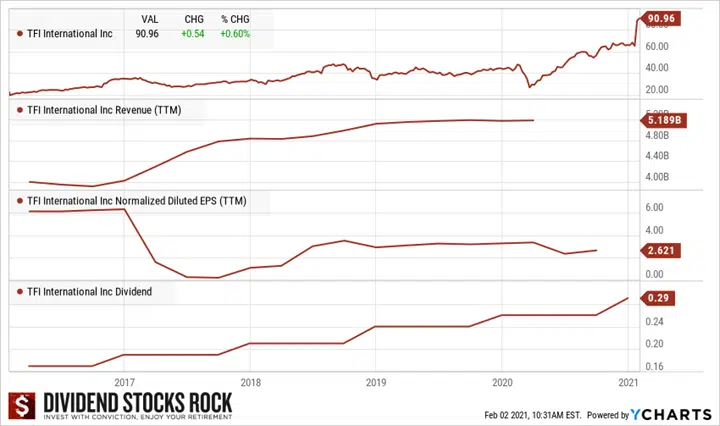 VAL CHG % CHG
TFI International Inc 90.96 +0.54 +0.60%
90.96
60.00
40.00
20.00
TFI International Inc Revenue (TTM)
5.189B
4.80B
4.40B
4.00B
TFI International Inc Normalized Diluted EPS (TTM)
6.00
4.00
2.621
0.00
TFI International Inc Dividend
0.29
0.24
0.20
0.16
2017 2018 2019 2020 2021
DIVIDEND STOCKS ROCK
INVEST WITH CONVICTION, ENJOY YOUR RETIREMENT
Feb 02 2021, 10:31AM EST. Powered by YCHARTS